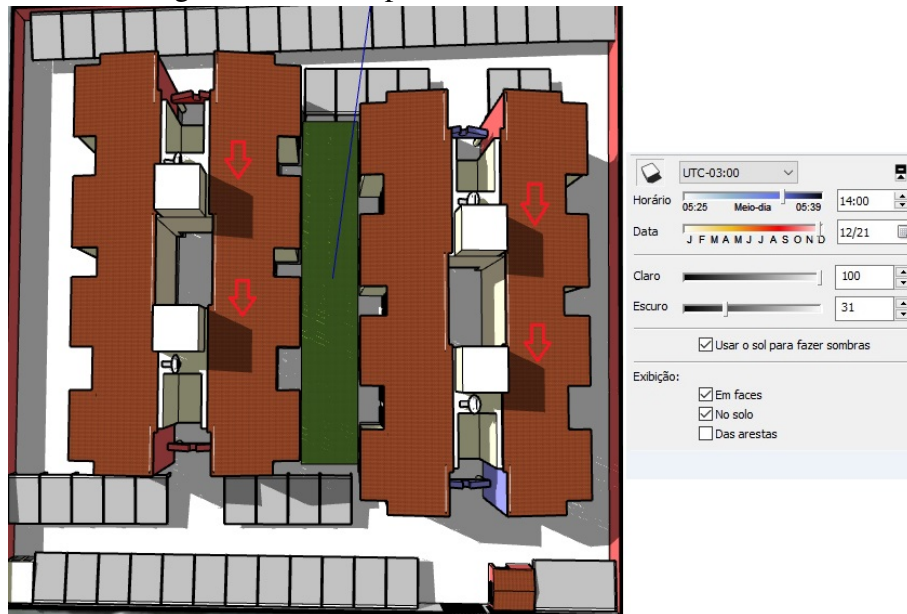 UTC-03:00
Horário 05:25 Meio-dia 05:39 14:00
Data J F M A M J J A S O N D 12/21
Claro 100
Escuro 31
Usar o sol para fazer sombras
Exibição:
Em faces
No solo
Das arestas